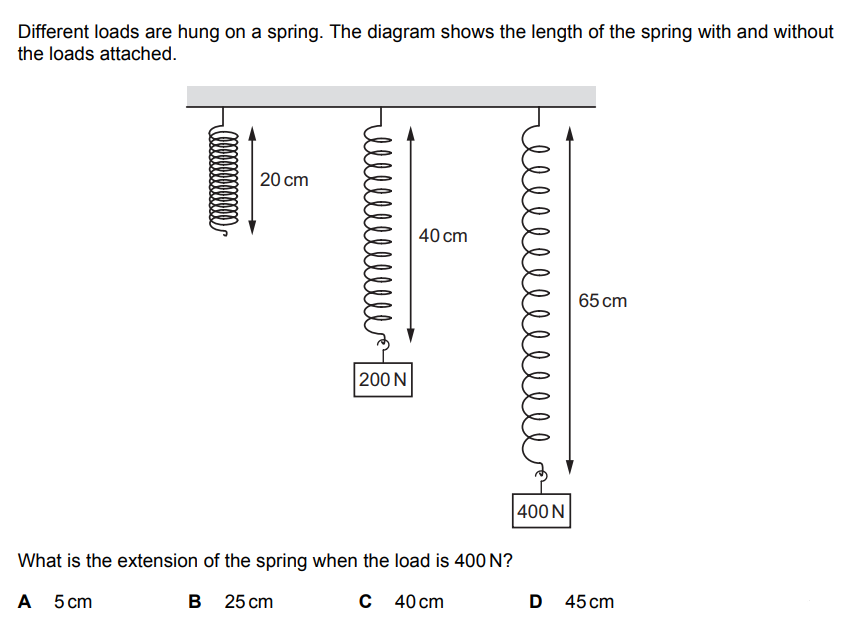 Different loads are hung on a spring. The diagram shows the length of the spring with and without
the loads attached.
20 cm
40 cm
65 cm
200 N
400 N
What is the extension of the spring when the load is 400 N?
A 5 cm B 25 cm C 40 cm D 45 cm